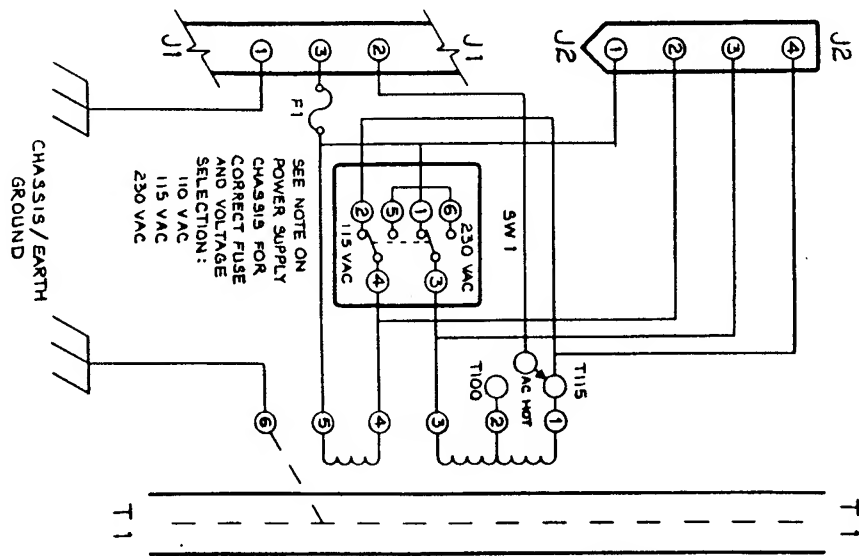 J1
1
3
2
J1
J2
1
2
3
4
J2
F1
SEE NOTE ON
POWER SUPPLY
CHASSIS FOR
CORRECT FUSE
AND VOLTAGE
SELECTION:
110 VAC
115 VAC
230 VAC
CHASSIS/EARTH
GROUND
SW1
2
5
1
6
115 VAC
230 VAC
4
3
T100
AC HOT
T115
6
5
4
3
2
1
T1
T1